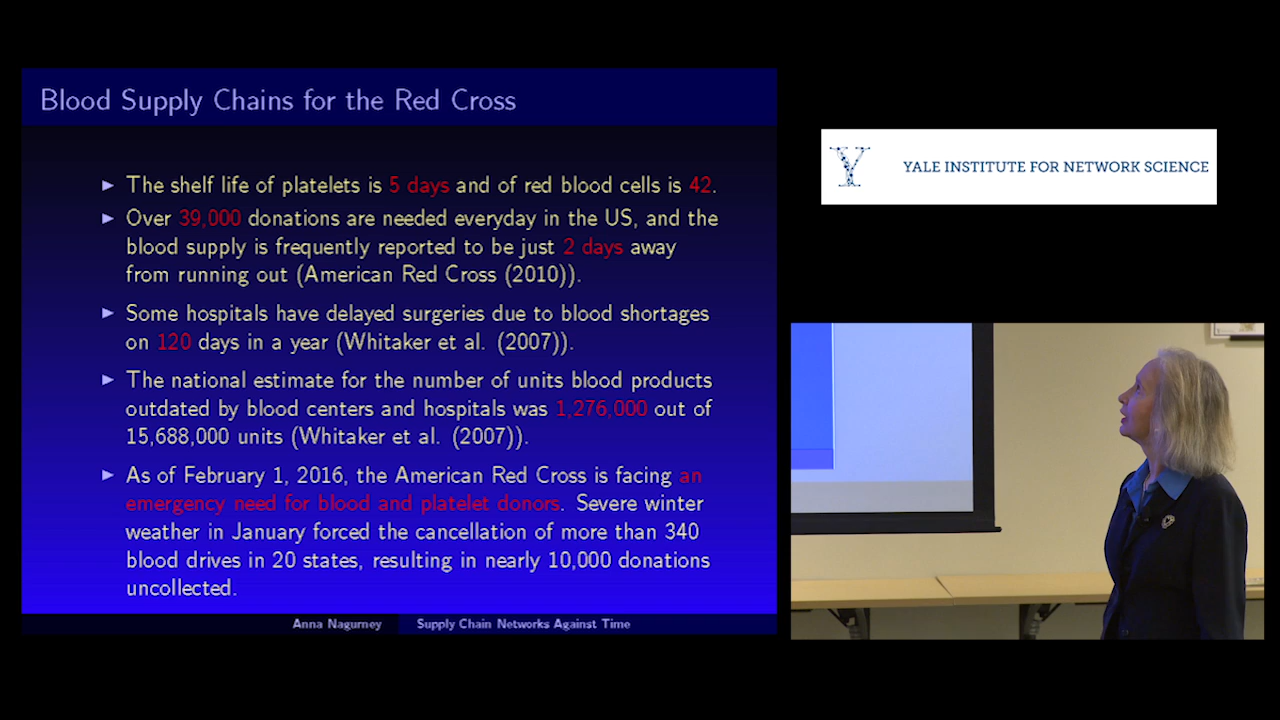 Blood Supply Chains for the Red Cross
The shelf life of platelets is 5 days and of red blood cells is 42.
Over 39,000 donations are needed everyday in the US, and the
blood supply is frequently reported to be just 2 days away
from running out (American Red Cross (2010)).
Some hospitals have delayed surgeries due to blood shortages
on 120 days in a year (Whitaker et al. (2007)).
The national estimate for the number of units blood products
outdated by blood centers and hospitals was 1,276,000 out of
15,688,000 units (Whitaker et al. (2007)).
As of February 1, 2016, the American Red Cross is facing an
emergency need for blood and platelet donors. Severe winter
weather in January forced the cancellation of more than 340
blood drives in 20 states, resulting in nearly 10,000 donations
uncollected.
Anna Nagurney Supply Chain Networks Against Time
Y YALE INSTITUTE FOR NETWORK SCIENCE